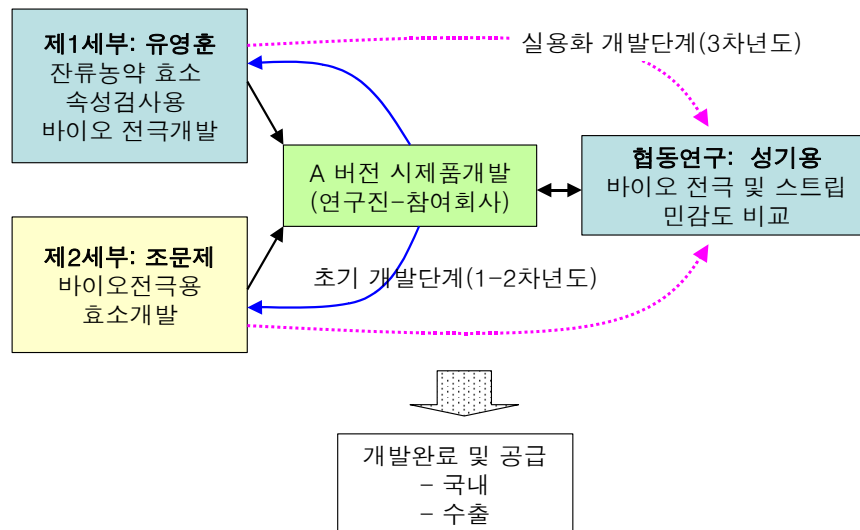 제1세부: 유영훈
잔류농약 효소
속성검사용
바이오 전극개발
실용화 개발단계(3차년도)
A 버전 시제품개발
(연구진-참여회사)
협동연구: 성기용
바이오 전극 및 스트립
민감도 비교
제2세부: 조문제
바이오전극용
효소개발
초기 개발단계(1-2차년도)
개발완료 및 공급
- 국내
- 수출